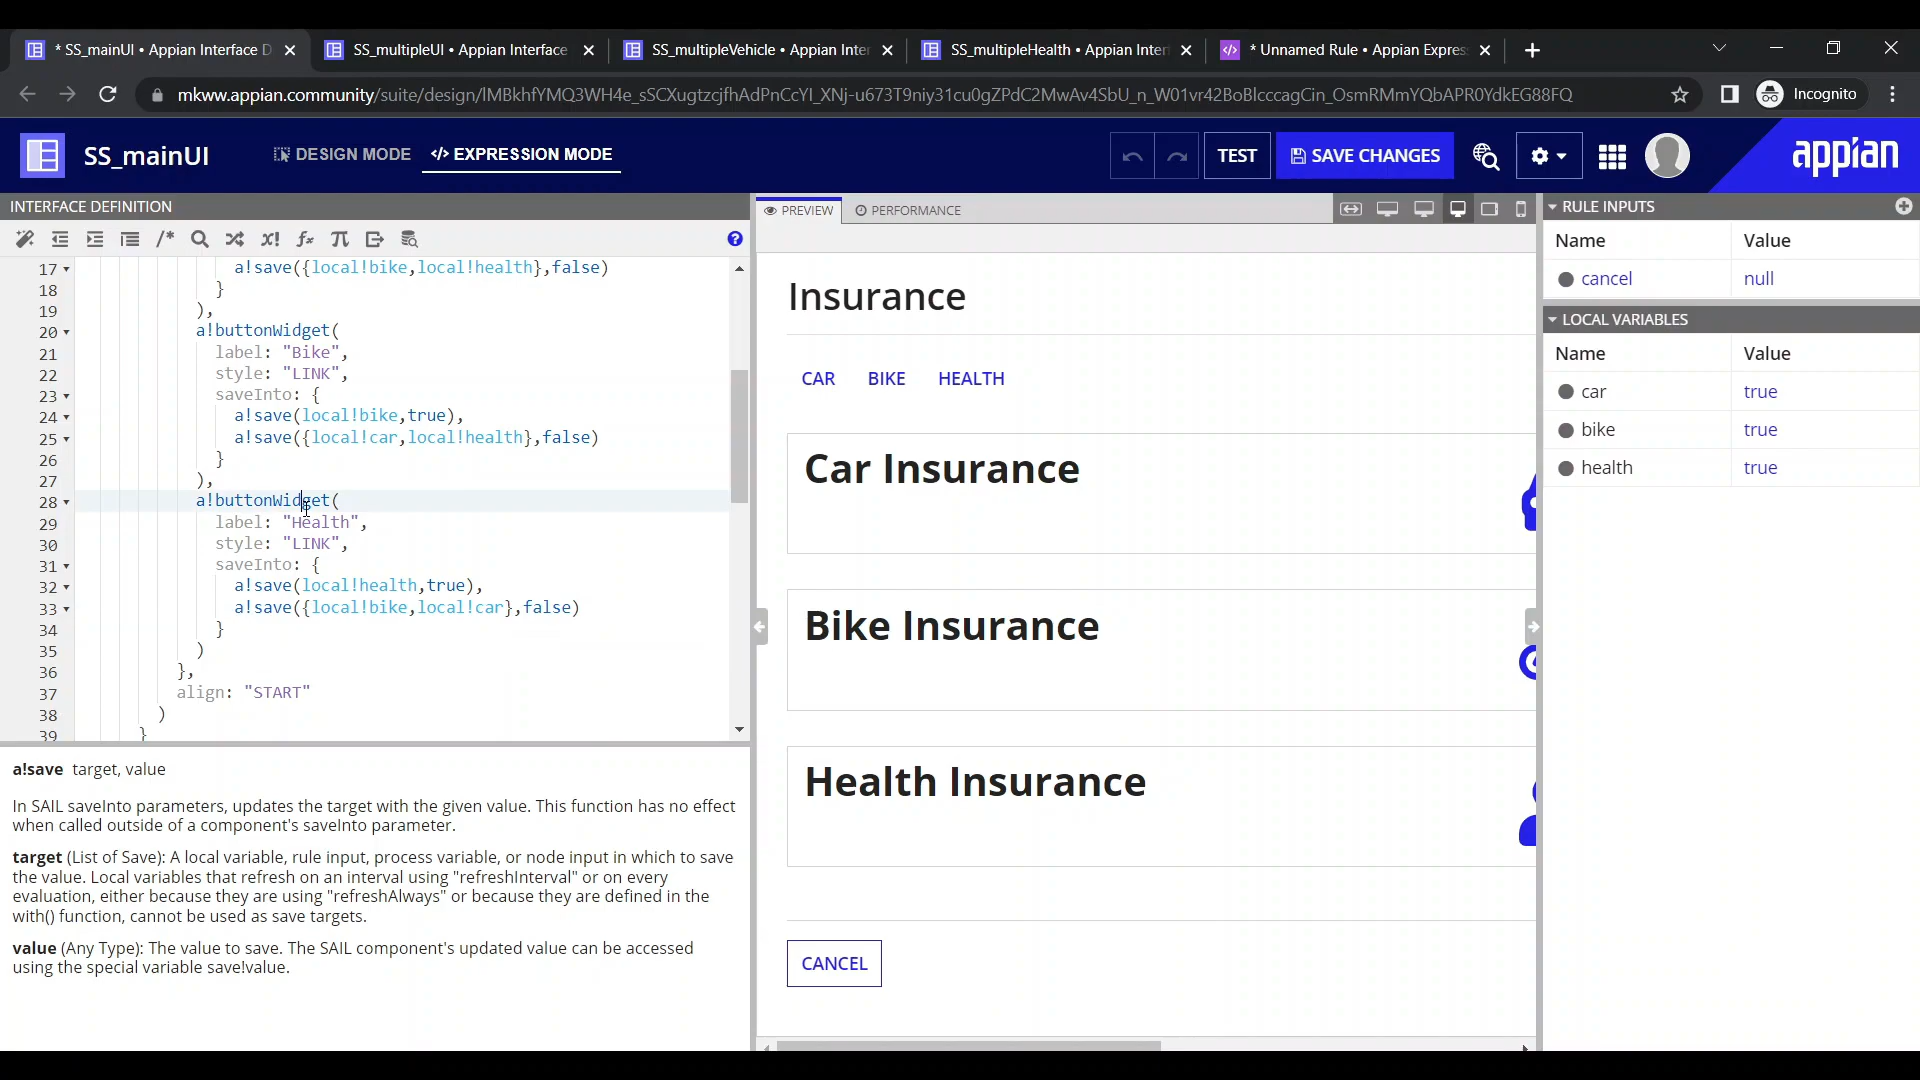 * SS_mainUI • Appian Interface D
SS_multipleUI • Appian Interface
SS_multipleVehicle • Appian Inter
SS_multipleHealth • Appian Inter
* Unnamed Rule • Appian Expres
Incognito
SS_mainUI
DESIGN MODE
</> EXPRESSION MODE
TEST
SAVE CHANGES
appian
INTERFACE DEFINITION
17 a!save({local!bike,local!health},false)
18 }
19 ),
20 a!buttonWidget(
21 label: "Bike",
22 style: "LINK",
23 saveInto: {
24 a!save(local!bike,true),
25 a!save({local!car,local!health},false)
26 }
27 ),
28 a!buttonWidget(
29 label: "Health",
30 style: "LINK",
31 saveInto: {
32 a!save(local!health,true),
33 a!save({local!bike,local!car},false)
34 }
35 )
36 },
37 align: "START"
38 )
39 }
a!save target, value
In SAIL saveInto parameters, updates the target with the given value. This function has no effect
when called outside of a component's saveInto parameter.
target (List of Save): A local variable, rule input, process variable, or node input in which to save
the value. Local variables that refresh on an interval using "refreshInterval" or on every
evaluation, either because they are using "refreshAlways" or because they are defined in the
with() function, cannot be used as save targets.
value (Any Type): The value to save. The SAIL component's updated value can be accessed
using the special variable save!value.
PREVIEW
PERFORMANCE
Insurance
CAR BIKE HEALTH
Car Insurance
Bike Insurance
Health Insurance
CANCEL
RULE INPUTS
Name Value
cancel null
LOCAL VARIABLES
Name Value
car true
bike true
health true